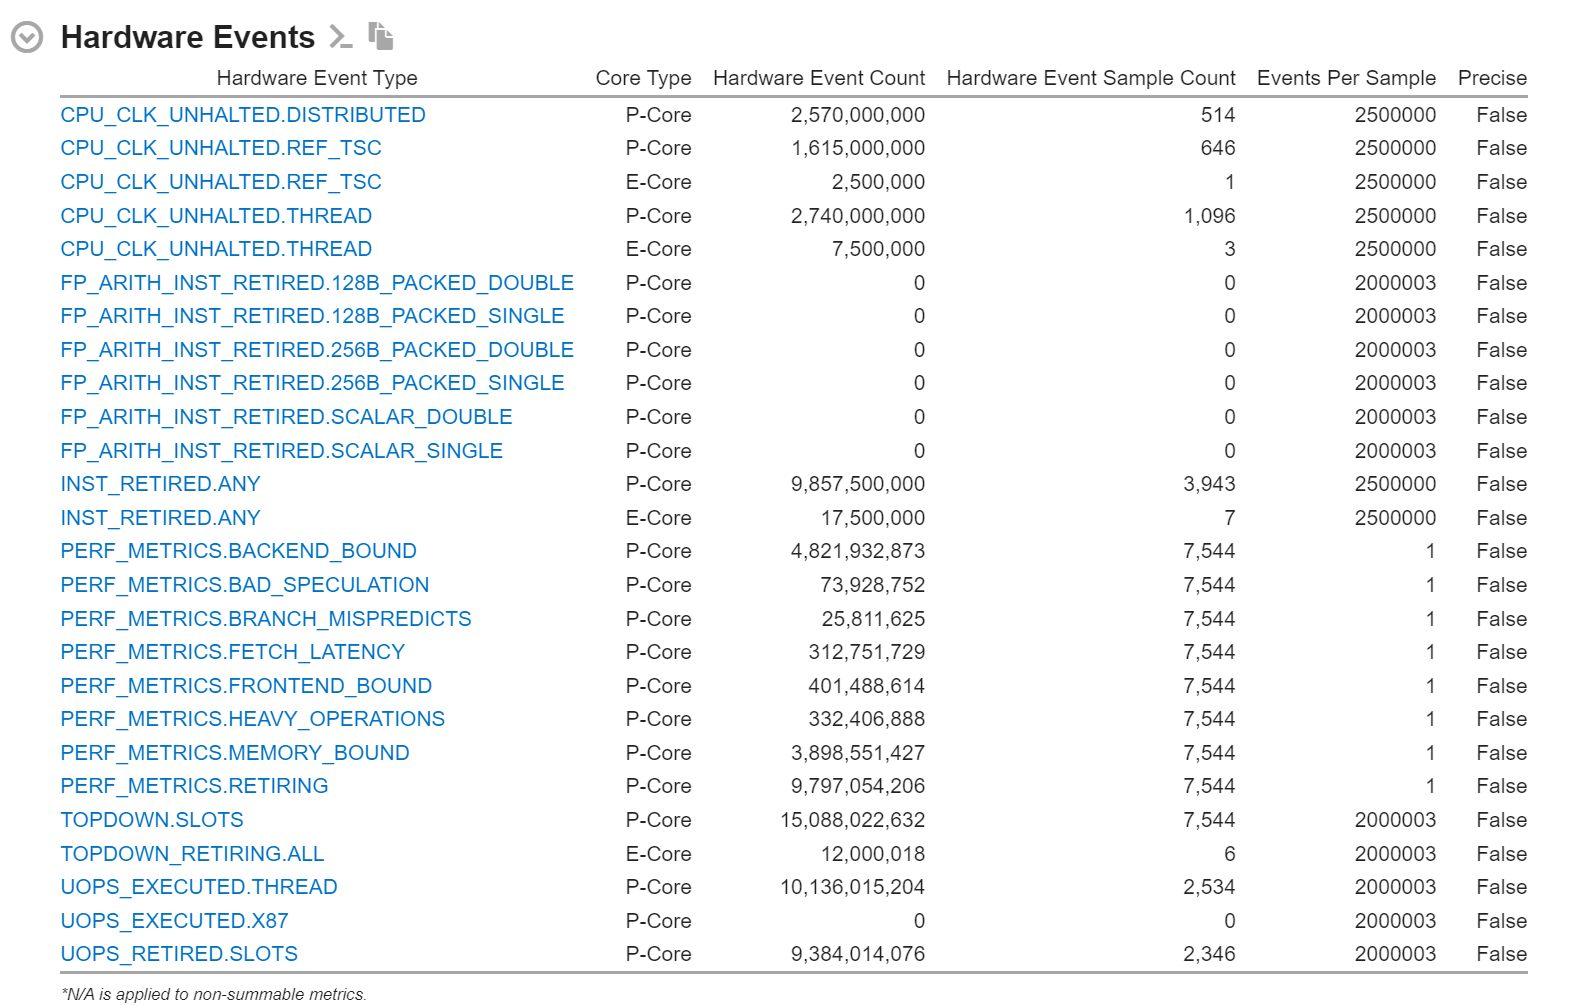 Hardware Events
Hardware Event Type Core Type Hardware Event Count Hardware Event Sample Count Events Per Sample Precise
CPU_CLK_UNHALTED.DISTRIBUTED P-Core 2,570,000,000 514 2500000 False
CPU_CLK_UNHALTED.REF_TSC P-Core 1,615,000,000 646 2500000 False
CPU_CLK_UNHALTED.REF_TSC E-Core 2,500,000 1 2500000 False
CPU_CLK_UNHALTED.THREAD P-Core 2,740,000,000 1,096 2500000 False
CPU_CLK_UNHALTED.THREAD E-Core 7,500,000 3 2500000 False
FP_ARITH_INST_RETIRED.128B_PACKED_DOUBLE P-Core 0 0 2000003 False
FP_ARITH_INST_RETIRED.128B_PACKED_SINGLE P-Core 0 0 2000003 False
FP_ARITH_INST_RETIRED.256B_PACKED_DOUBLE P-Core 0 0 2000003 False
FP_ARITH_INST_RETIRED.256B_PACKED_SINGLE P-Core 0 0 2000003 False
FP_ARITH_INST_RETIRED.SCALAR_DOUBLE P-Core 0 0 2000003 False
FP_ARITH_INST_RETIRED.SCALAR_SINGLE P-Core 0 0 2000003 False
INST_RETIRED.ANY P-Core 9,857,500,000 3,943 2500000 False
INST_RETIRED.ANY E-Core 17,500,000 7 2500000 False
PERF_METRICS.BACKEND_BOUND P-Core 4,821,932,873 7,544 1 False
PERF_METRICS.BAD_SPECULATION P-Core 73,928,752 7,544 1 False
PERF_METRICS.BRANCH_MISPREDICTS P-Core 25,811,625 7,544 1 False
PERF_METRICS.FETCH_LATENCY P-Core 312,751,729 7,544 1 False
PERF_METRICS.FRONTEND_BOUND P-Core 401,488,614 7,544 1 False
PERF_METRICS.HEAVY_OPERATIONS P-Core 332,406,888 7,544 1 False
PERF_METRICS.MEMORY_BOUND P-Core 3,898,551,427 7,544 1 False
PERF_METRICS.RETIRING P-Core 9,797,054,206 7,544 1 False
TOPDOWN.SLOTS P-Core 15,088,022,632 7,544 2000003 False
TOPDOWN_RETIRING.ALL E-Core 12,000,018 6 2000003 False
UOPS_EXECUTED.THREAD P-Core 10,136,015,204 2,534 2000003 False
UOPS_EXECUTED.X87 P-Core 0 0 2000003 False
UOPS_RETIRED.SLOTS P-Core 9,384,014,076 2,346 2000003 False
*N/A is applied to non-summable metrics.